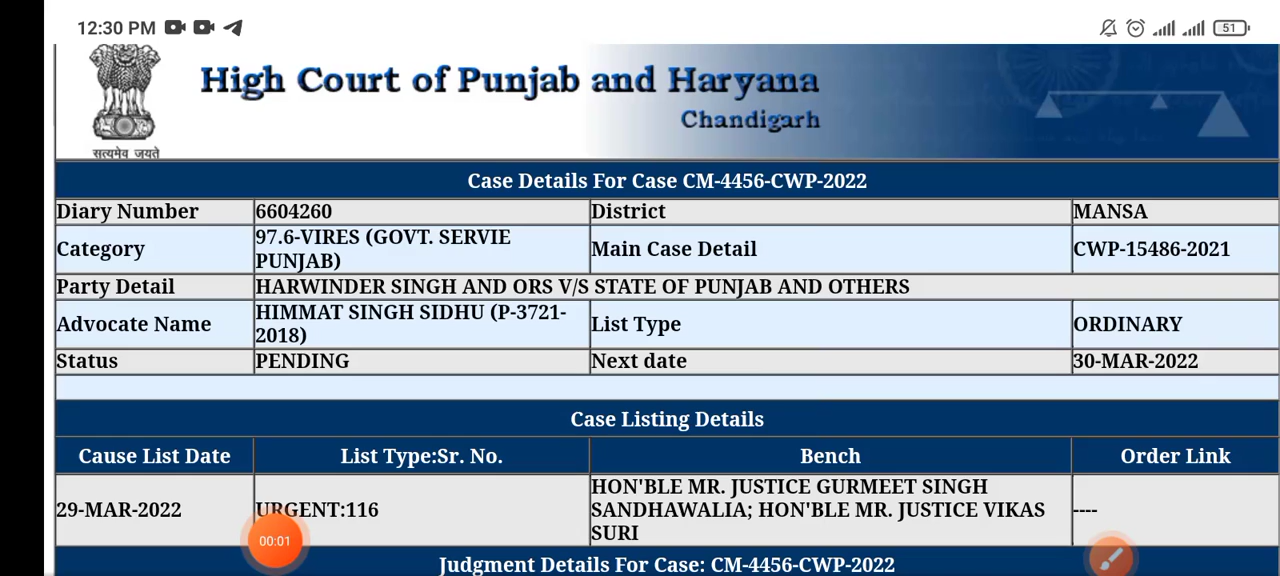 12:30 PM 51
High Court of Punjab and Haryana
Chandigarh
सत्यमेव जयते
Case Details For Case CM-4456-CWP-2022
Diary Number 6604260 District MANSA
Category 97.6-VIRES (GOVT. SERVIE PUNJAB) Main Case Detail CWP-15486-2021
Party Detail HARWINDER SINGH AND ORS V/S STATE OF PUNJAB AND OTHERS
Advocate Name HIMMAT SINGH SIDHU (P-3721-2018) List Type ORDINARY
Status PENDING Next date 30-MAR-2022
Case Listing Details
Cause List Date List Type:Sr. No. Bench Order Link
29-MAR-2022 URGENT:116 HON'BLE MR. JUSTICE GURMEET SINGH SANDHAWALIA; HON'BLE MR. JUSTICE VIKAS SURI ----
00:01
Judgment Details For Case: CM-4456-CWP-2022